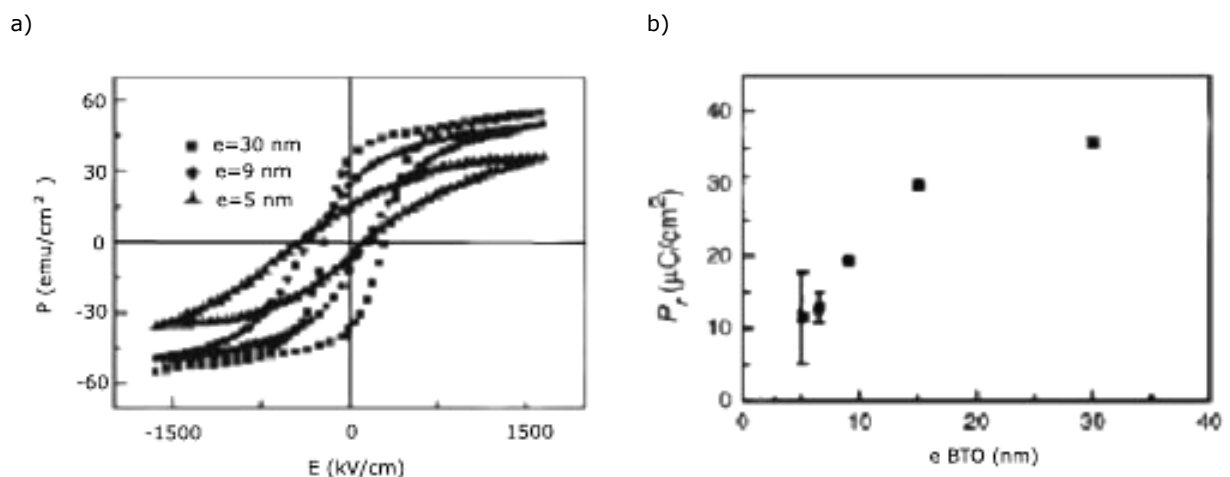 a)
b)
60
30
0
-30
-60
P (emu/cm²)
e=30 nm
e=9 nm
e=5 nm
-1500
0
1500
E (kV/cm)
40
30
20
10
0
Pr (μC/cm²)
0
10
20
30
40
e BTO (nm)